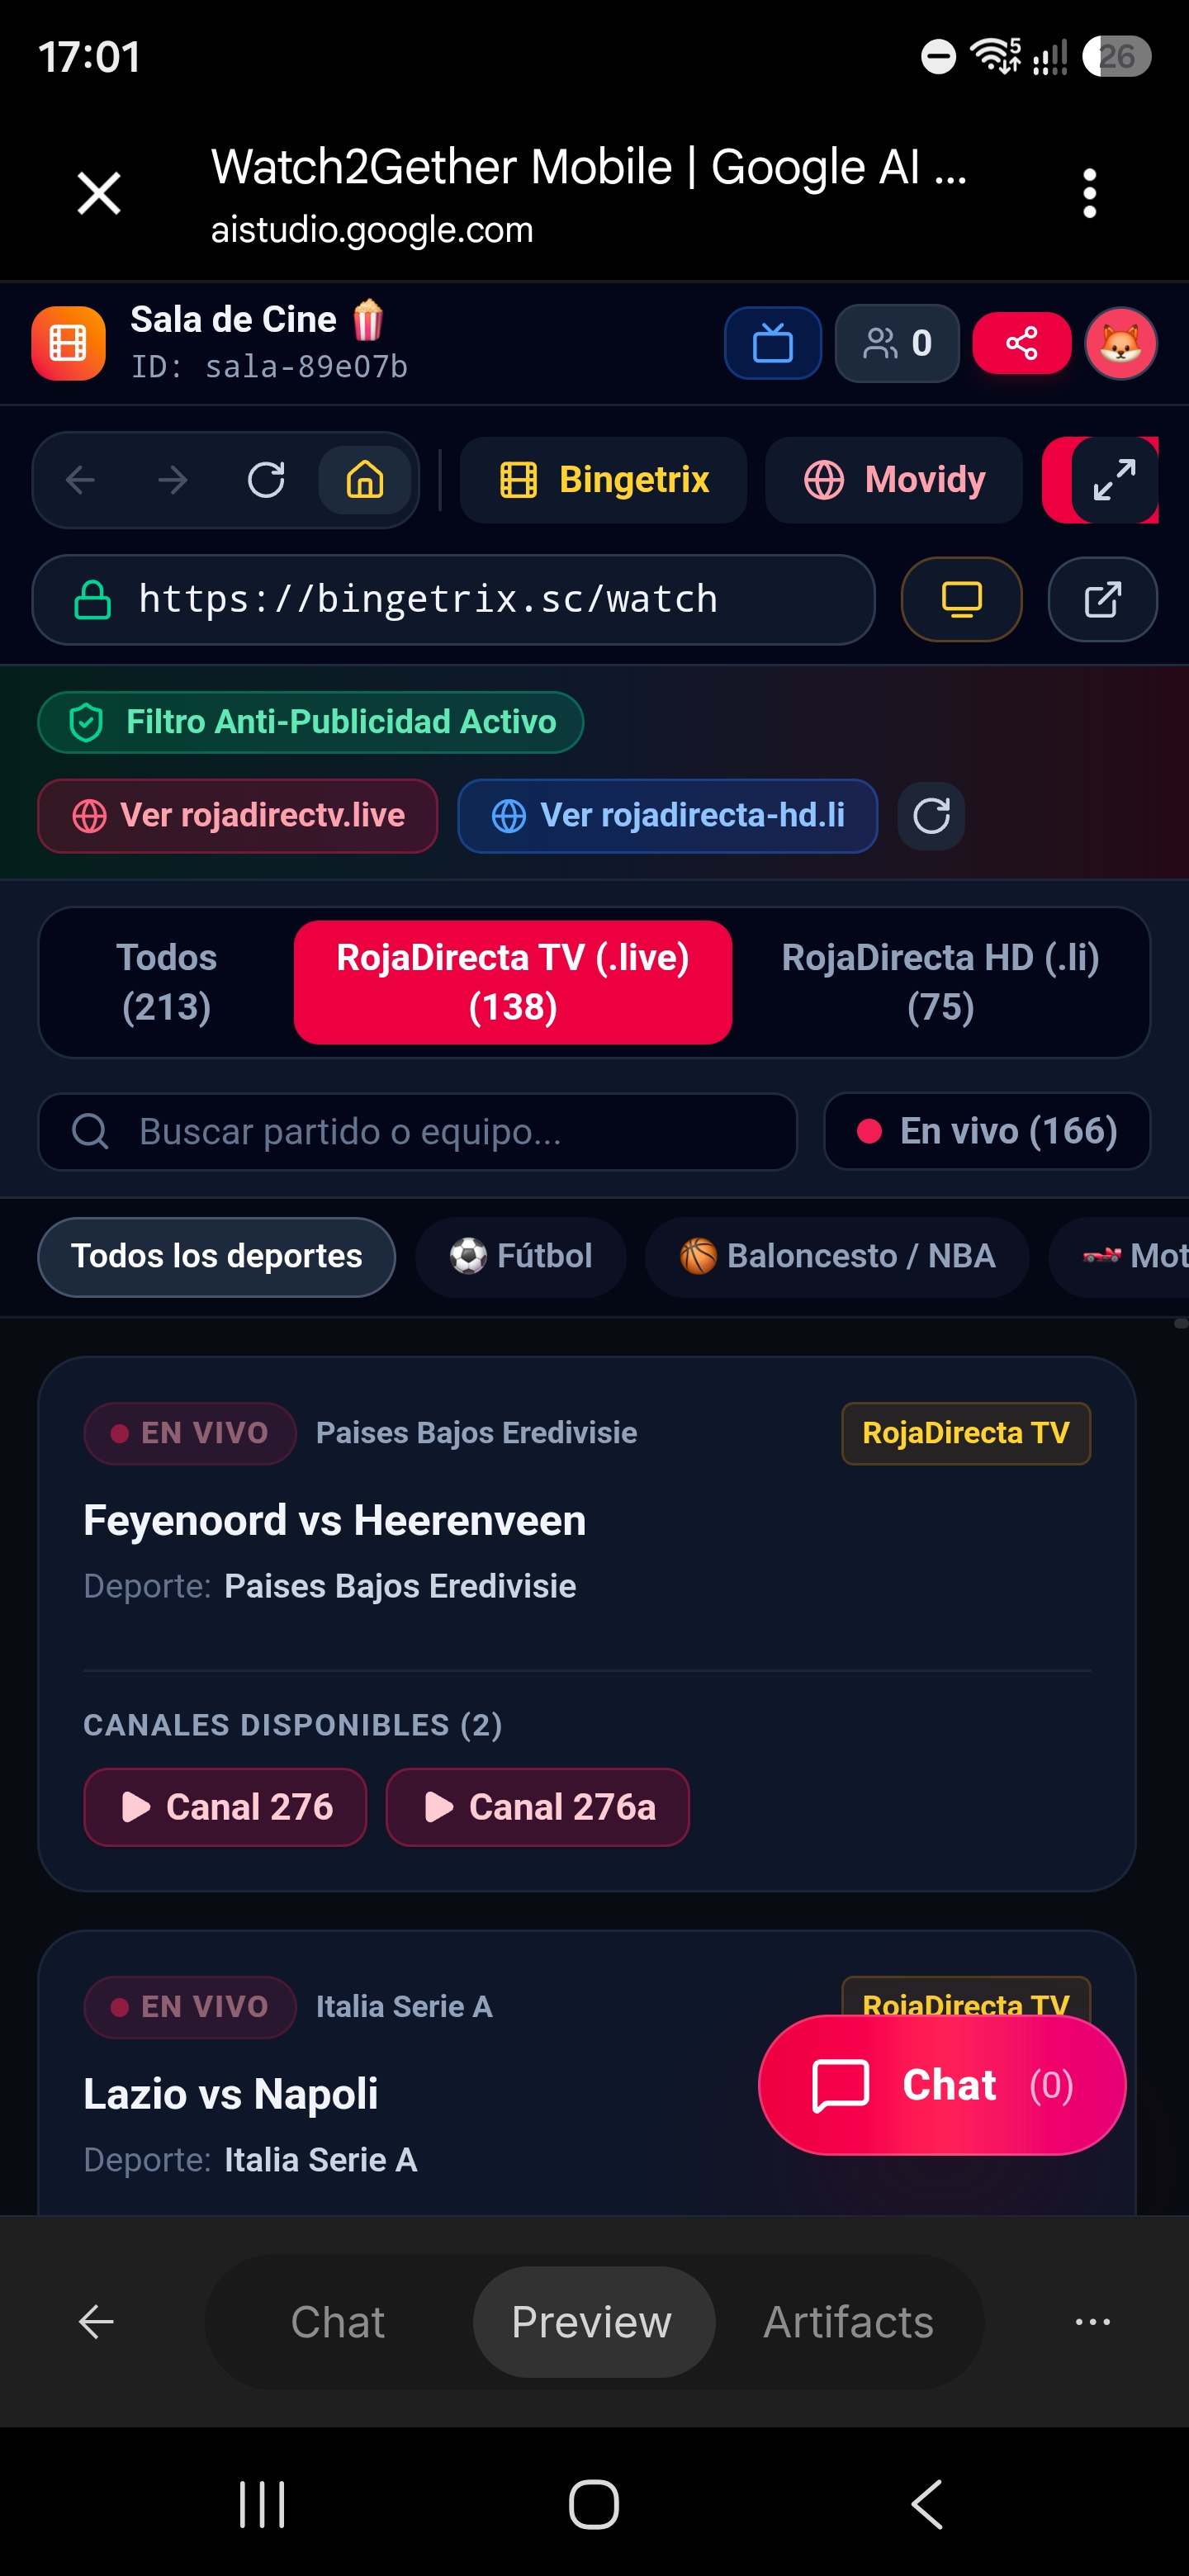 17:01
5
26
Watch2Gether Mobile | Google AI ...
aistudio.google.com
Sala de Cine 🍿
ID: sala-89e07b
0
Bingetrix
Movidy
https://bingetrix.sc/watch
Filtro Anti-Publicidad Activo
Ver rojadirectv.live
Ver rojadirecta-hd.li
Todos
(213)
RojaDirecta TV (.live)
(138)
RojaDirecta HD (.li)
(75)
Buscar partido o equipo...
En vivo (166)
Todos los deportes
⚽ Fútbol
🏀 Baloncesto / NBA
🏎️ Mot
EN VIVO
Paises Bajos Eredivisie
RojaDirecta TV
Feyenoord vs Heerenveen
Deporte: Paises Bajos Eredivisie
CANALES DISPONIBLES (2)
Canal 276
Canal 276a
EN VIVO
Italia Serie A
RojaDirecta TV
Lazio vs Napoli
Deporte: Italia Serie A
Chat (0)
Chat
Preview
Artifacts